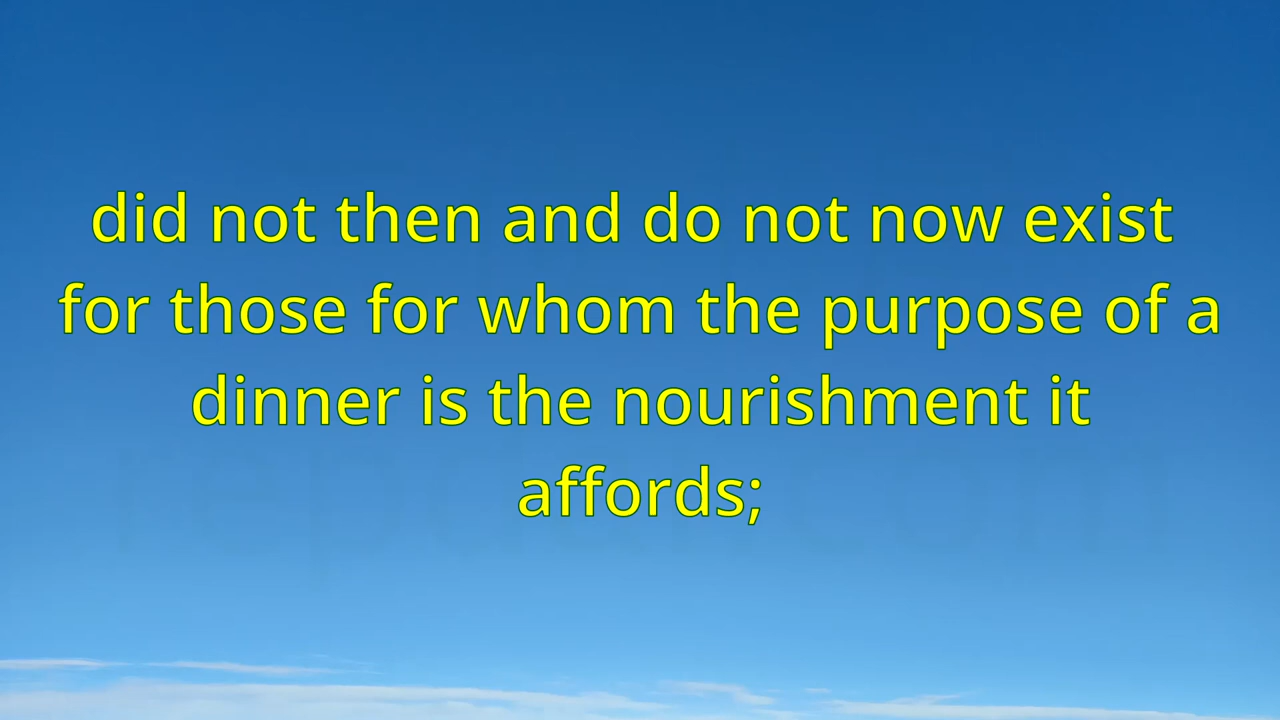 did not then and do not now exist
for those for whom the purpose of a
dinner is the nourishment it
affords;